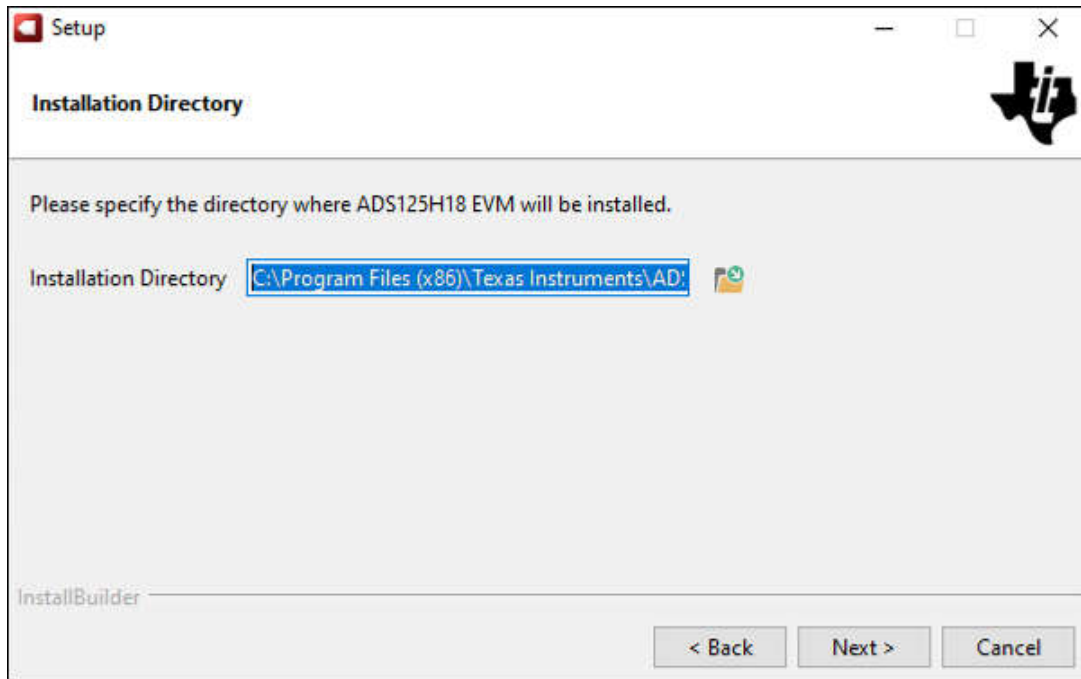 Setup
Installation Directory
ti
Please specify the directory where ADS125H18 EVM will be installed.
Installation Directory C:\Program Files (x86)\Texas Instruments\AD
InstallBuilder
< Back Next > Cancel